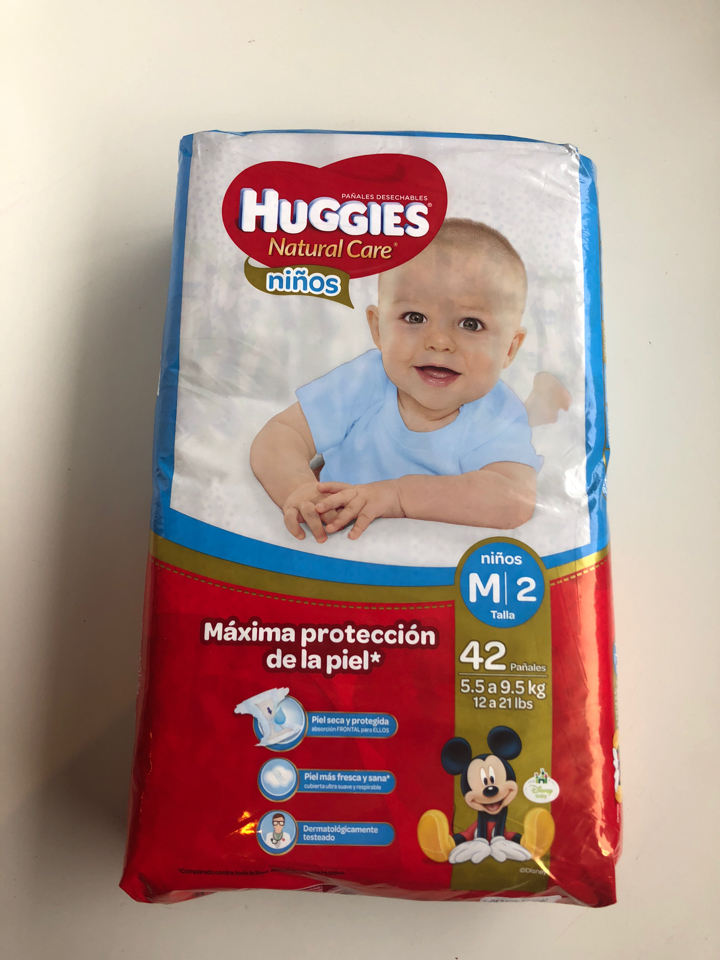 PAÑALES DESECHABLES
HUGGIES®
Natural Care®
niños
niños
M|2
Talla
Máxima protección
de la piel*
42 Pañales
5.5 a 9.5 kg
12 a 21 lbs
Piel seca y protegida
absorción FRONTAL para ELLOS
Piel más fresca y sana*
cubierta ultra suave y respirable
Dermatológicamente
testeado
Disney
baby
©Disney